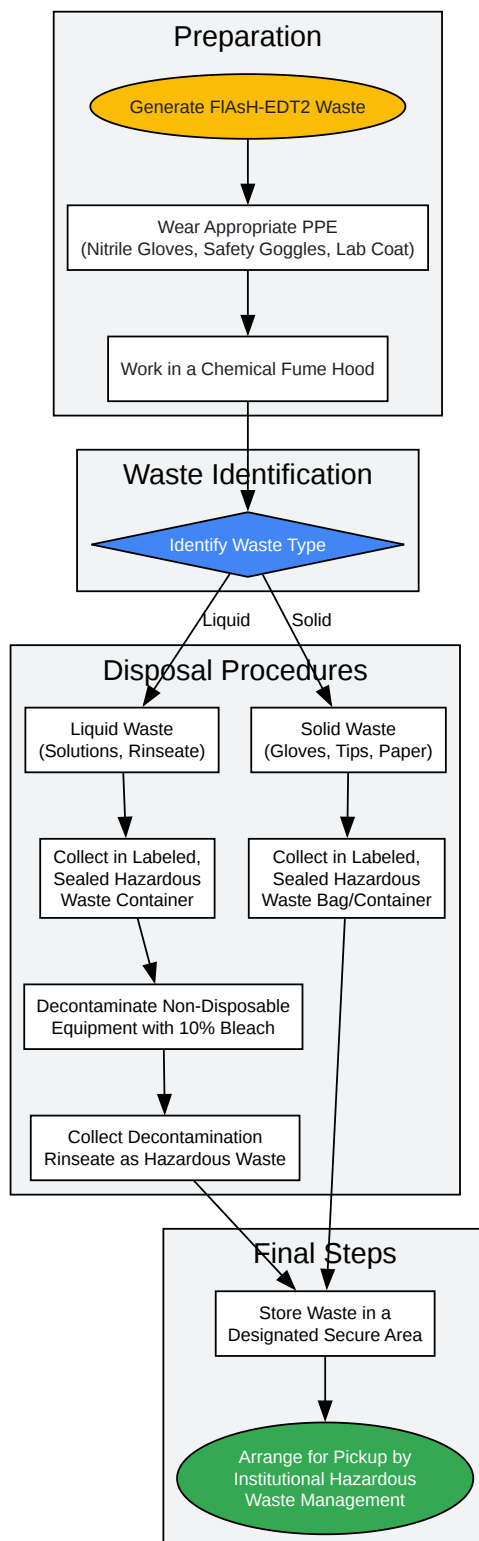 Preparation
Generate FlAsH-EDT2 Waste
Wear Appropriate PPE
(Nitrile Gloves, Safety Goggles, Lab Coat)
Work in a Chemical Fume Hood
Waste Identification
Identify Waste Type
Liquid
Solid
Disposal Procedures
Liquid Waste
(Solutions, Rinseate)
Solid Waste
(Gloves, Tips, Paper)
Collect in Labeled,
Sealed Hazardous
Waste Container
Collect in Labeled,
Sealed Hazardous
Waste Bag/Container
Decontaminate Non-Disposable
Equipment with 10% Bleach
Collect Decontamination
Rinseate as Hazardous Waste
Final Steps
Store Waste in a
Designated Secure Area
Arrange for Pickup by
Institutional Hazardous
Waste Management